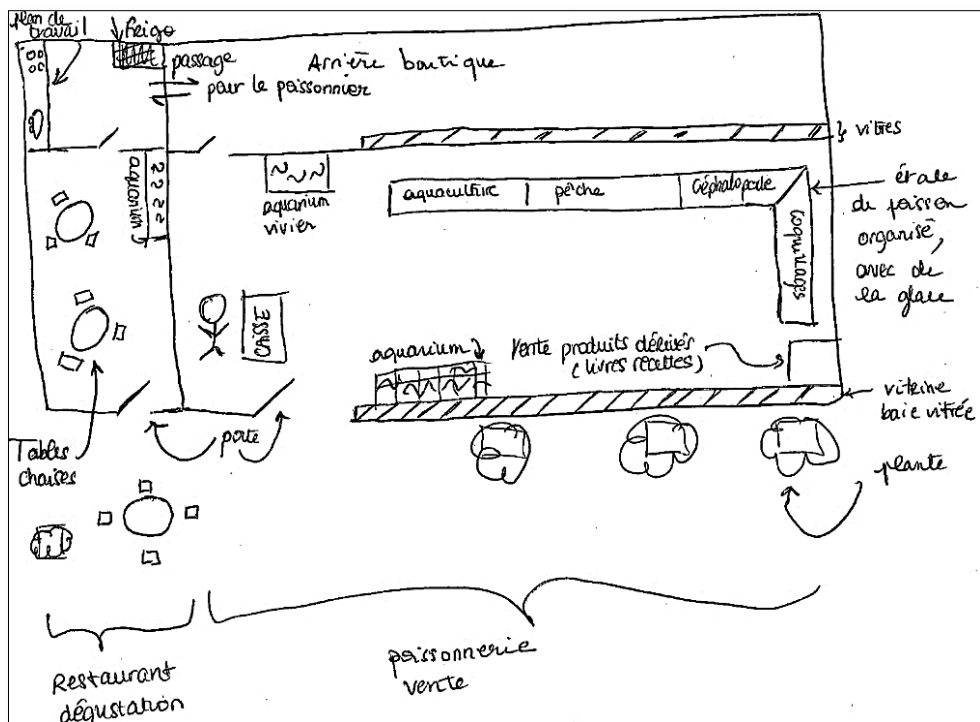 plan de
travail
frigo
passage
pour le poissonnier
Arrière boutique
vitres
aquarium
aquarium
vivier
aquaculture
pêche
Céphalopode
coquillages
étale
de poisson
organisé,
avec de
la glace
CAISSE
aquarium
vente produits dérivés
(livres recettes)
vitrine
baie vitrée
porte
Tables
chaises
plante
Restaurant
dégustation
poissonnerie
vente